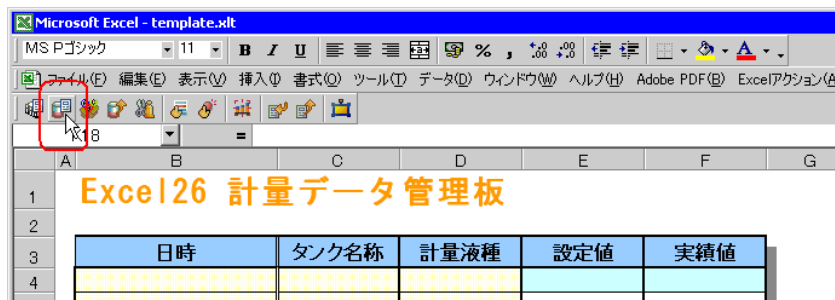 Microsoft Excel - template.xlt
MS Pゴシック 11 B I U % , A
ファイル(F) 編集(E) 表示(V) 挿入(I) 書式(O) ツール(T) データ(D) ウィンドウ(W) ヘルプ(H) Adobe PDF(B) Excelアクション(A
K18 =
A B C D E F G
1 Excel26 計量データ管理板
2
3 日時 タンク名称 計量液種 設定値 実績値
4